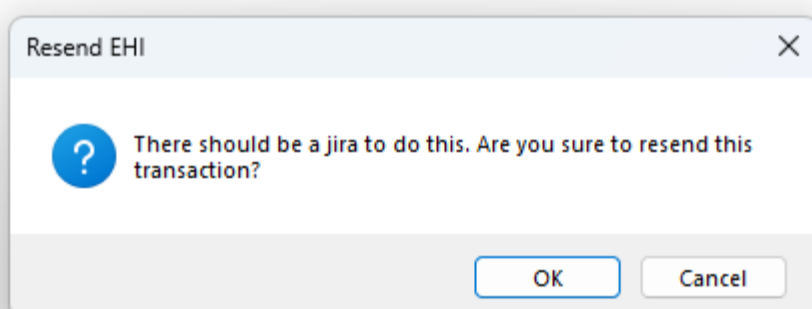 Resend EHI
There should be a jira to do this. Are you sure to resend this
transaction?
OK
Cancel